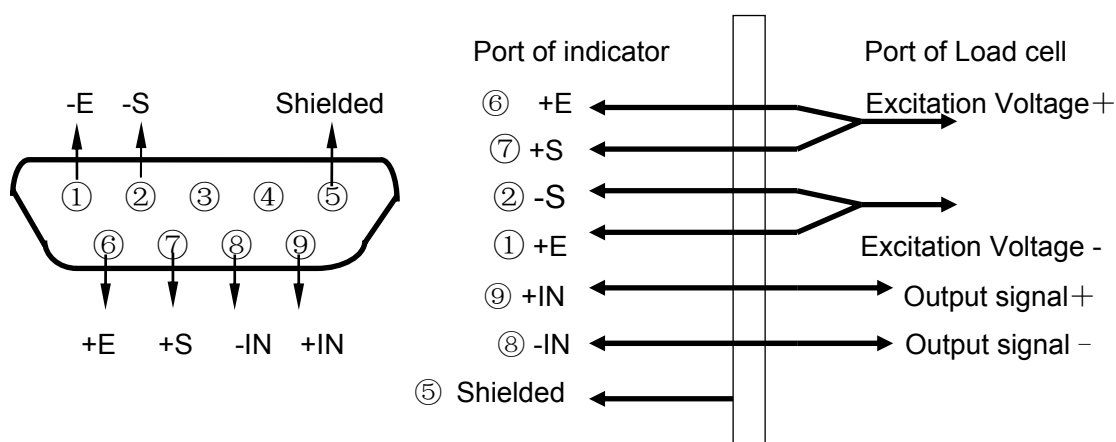 -E -S Shielded
① ② ③ ④ ⑤
⑥ ⑦ ⑧ ⑨
+E +S -IN +IN
Port of indicator Port of Load cell
⑥ +E Excitation Voltage＋
⑦ +S
② -S
① +E Excitation Voltage -
⑨ +IN Output signal＋
⑧ -IN Output signal－
⑤ Shielded